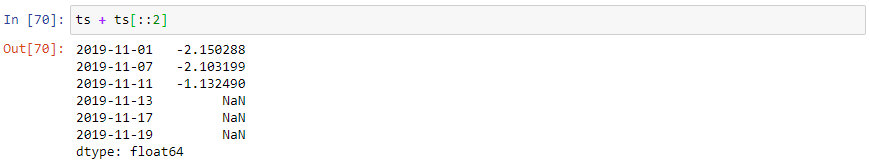 In [70]: ts + ts[::2]
Out[70]: 2019-11-01   -2.150288
2019-11-07   -2.103199
2019-11-11   -1.132490
2019-11-13         NaN
2019-11-17         NaN
2019-11-19         NaN
dtype: float64